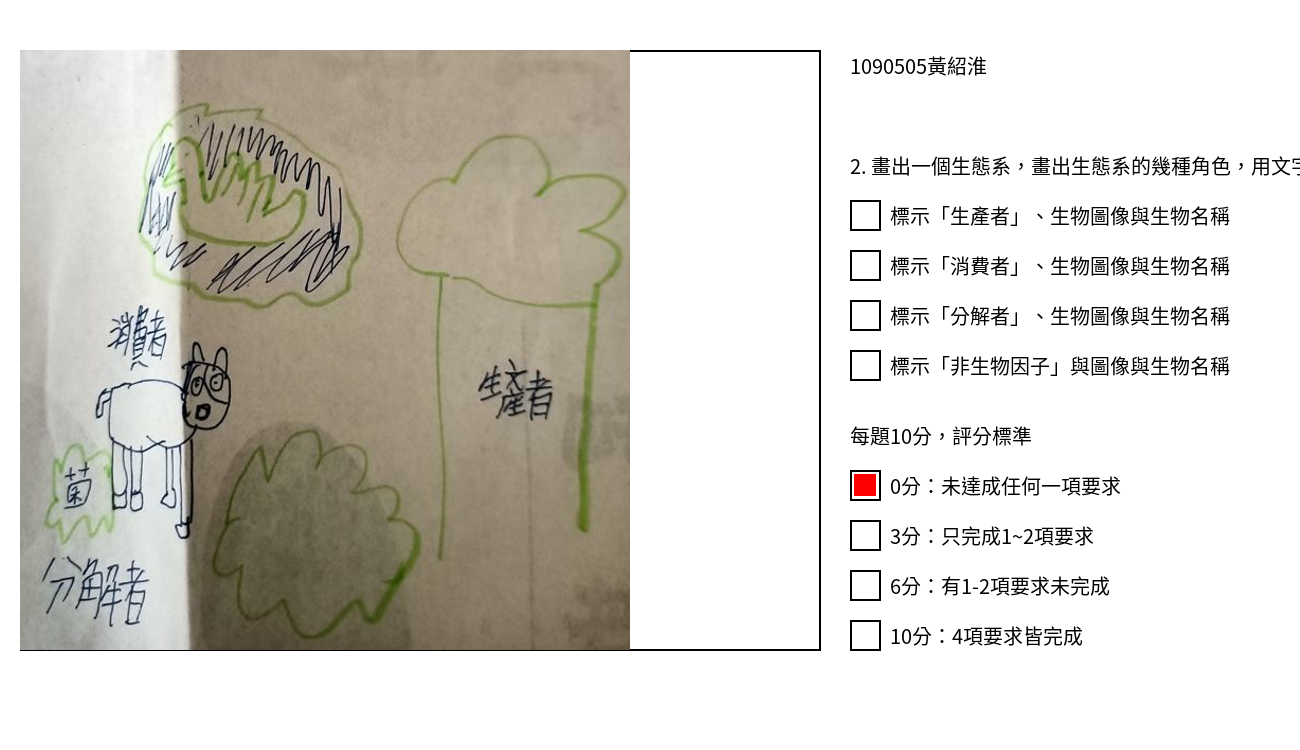 消費者
生產者
菌
分解者
1090505黃紹淮
2. 畫出一個生態系，畫出生態系的幾種角色，用文字
標示「生產者」、生物圖像與生物名稱
標示「消費者」、生物圖像與生物名稱
標示「分解者」、生物圖像與生物名稱
標示「非生物因子」與圖像與生物名稱
每題10分，評分標準
0分：未達成任何一項要求
3分：只完成1~2項要求
6分：有1-2項要求未完成
10分：4項要求皆完成